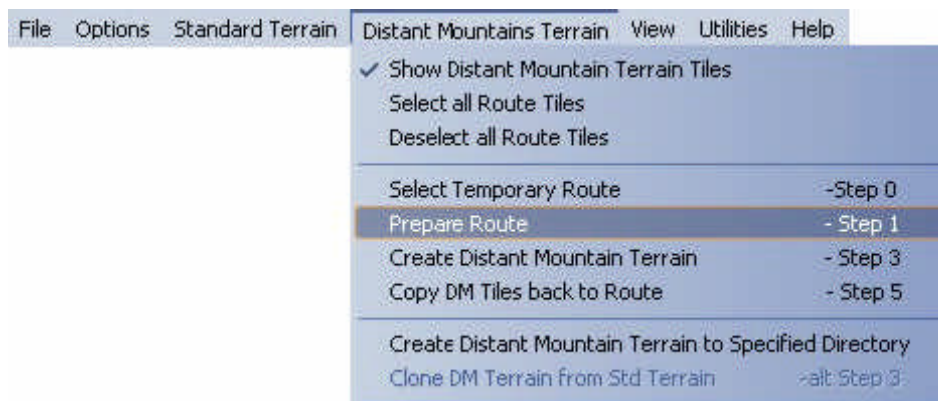 File Options Standard Terrain Distant Mountains Terrain View Utilities Help
Show Distant Mountain Terrain Tiles
Select all Route Tiles
Deselect all Route Tiles
Select Temporary Route -Step 0
Prepare Route - Step 1
Create Distant Mountain Terrain - Step 3
Copy DM Tiles back to Route - Step 5
Create Distant Mountain Terrain to Specified Directory
Clone DM Terrain from Std Terrain -alt Step 3